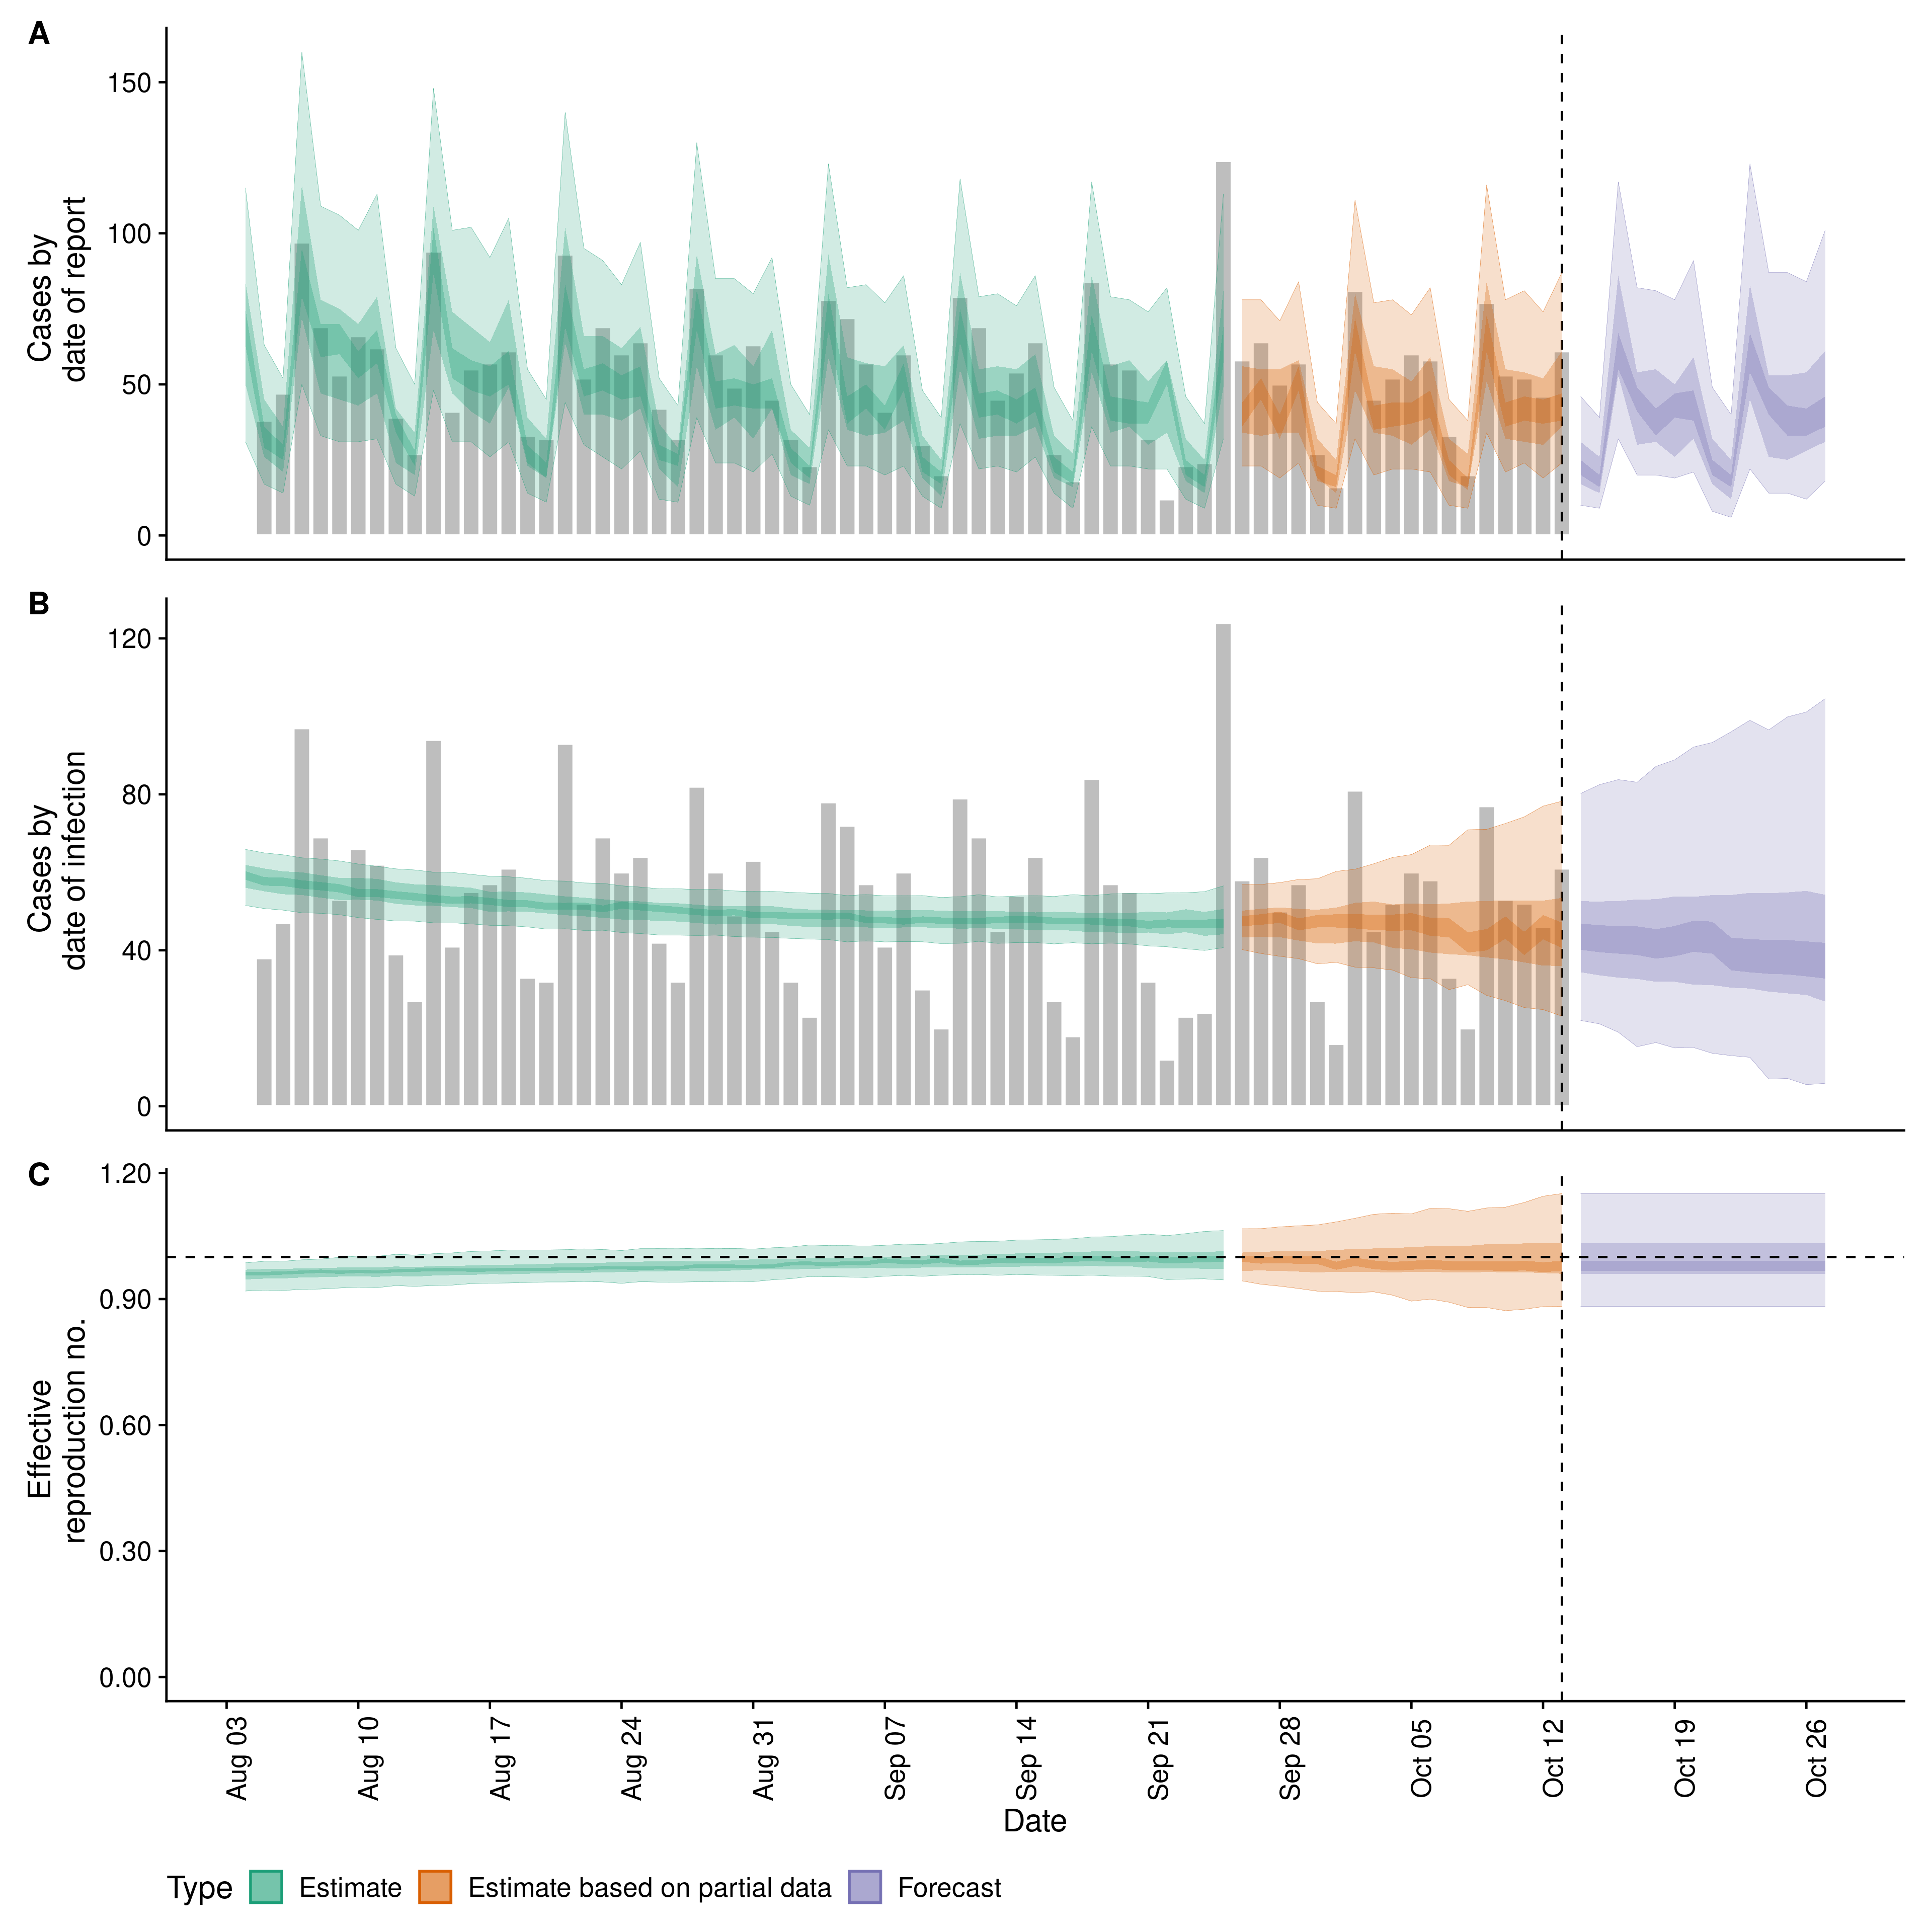 A
Cases by
date of report
150
100
50
0
B
Cases by
date of infection
120
80
40
0
C
Effective
reproduction no.
1.20
0.90
0.60
0.30
0.00
Aug 03
Aug 10
Aug 17
Aug 24
Aug 31
Sep 07
Sep 14
Sep 21
Sep 28
Oct 05
Oct 12
Oct 19
Oct 26
Date
Type Estimate Estimate based on partial data Forecast